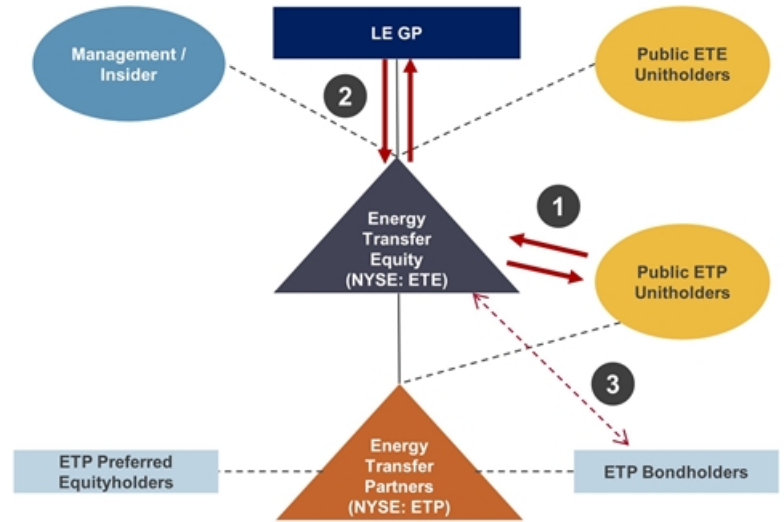 LE GP
Management /
Insider
Public ETE
Unitholders
2
1
Energy
Transfer
Equity
(NYSE: ETE)
Public ETP
Unitholders
3
Energy
Transfer
Partners
(NYSE: ETP)
ETP Preferred
Equityholders
ETP Bondholders